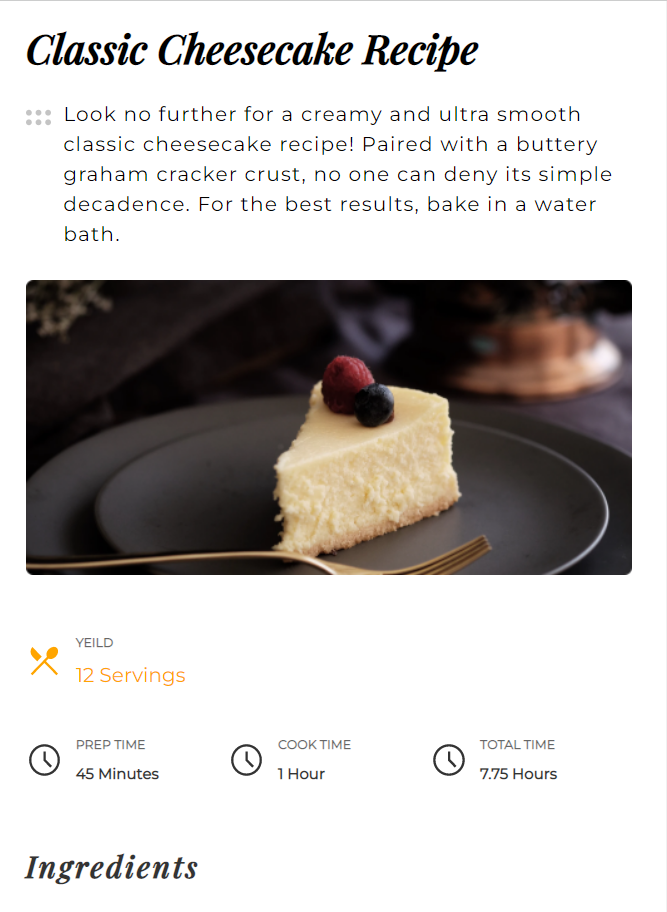 Classic Cheesecake Recipe
Look no further for a creamy and ultra smooth
classic cheesecake recipe! Paired with a buttery
graham cracker crust, no one can deny its simple
decadence. For the best results, bake in a water
bath.
YEILD
12 Servings
PREP TIME
45 Minutes
COOK TIME
1 Hour
TOTAL TIME
7.75 Hours
Ingredients